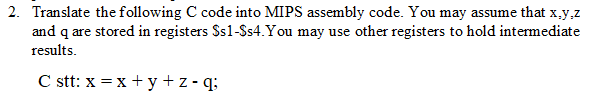 2. Translate the following C code into MIPS assembly code. You may assume that x,y,z
and q are stored in registers $s1-$s4.You may use other registers to hold intermediate
results.
C stt: x = x + y + z - q;